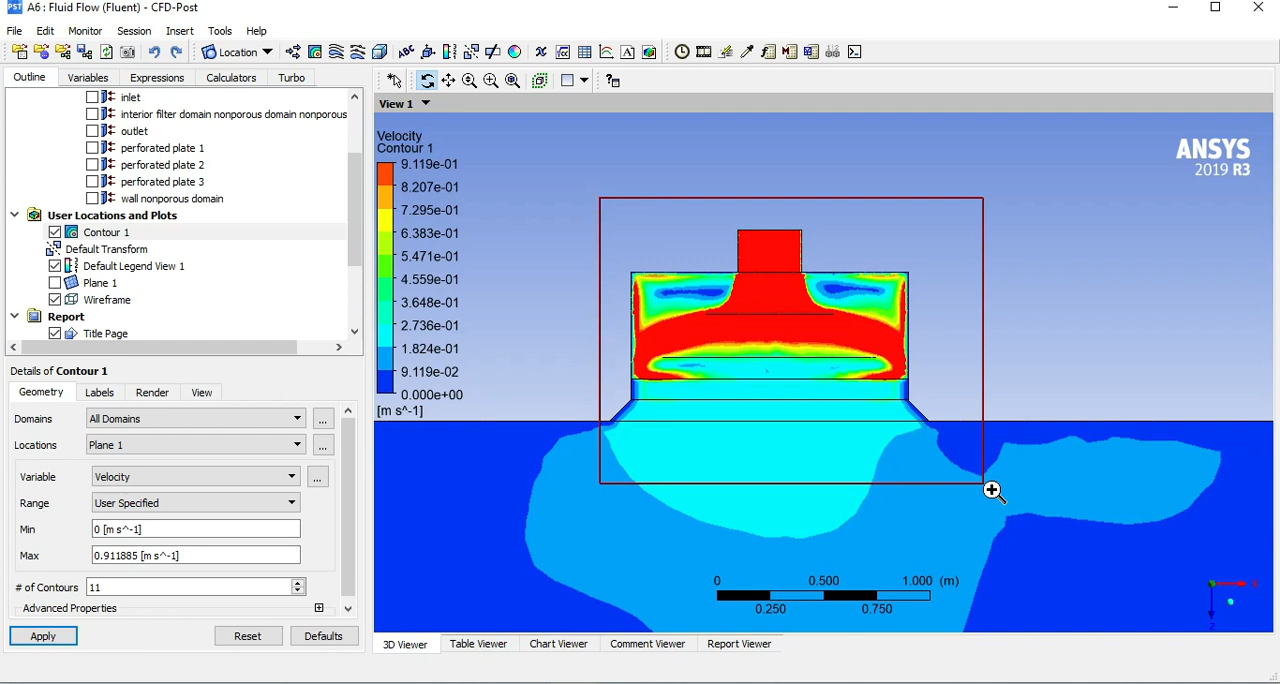 A6 : Fluid Flow (Fluent) - CFD-Post
File Edit Monitor Session Insert Tools Help
Location
Outline Variables Expressions Calculators Turbo
inlet
interior filter domain nonporous domain nonporous
outlet
perforated plate 1
perforated plate 2
perforated plate 3
wall nonporous domain
User Locations and Plots
Contour 1
Default Transform
Default Legend View 1
Plane 1
Wireframe
Report
Title Page
Details of Contour 1
Geometry Labels Render View
Domains All Domains ...
Locations Plane 1 ...
Variable Velocity ...
Range User Specified
Min 0 [m s^-1]
Max 0.911885 [m s^-1]
# of Contours 11
Advanced Properties
Apply Reset Defaults
View 1
Velocity
Contour 1
9.119e-01
8.207e-01
7.295e-01
6.383e-01
5.471e-01
4.559e-01
3.648e-01
2.736e-01
1.824e-01
9.119e-02
0.000e+00
[m s^-1]
ANSYS
2019 R3
0 0.500 1.000 (m)
0.250 0.750
X
Z
3D Viewer Table Viewer Chart Viewer Comment Viewer Report Viewer